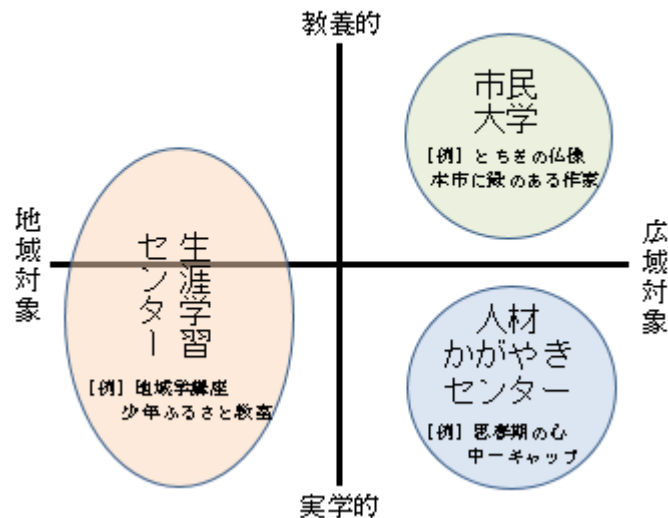 教養的
市民
大学
【例】とちぎの仏像
本市に縁のある作家
地域対象
生涯学習
センター
【例】地域学講座
少年ふるさと教室
広域対象
人材
かがやき
センター
【例】思春期の心
中一ギャップ
実学的